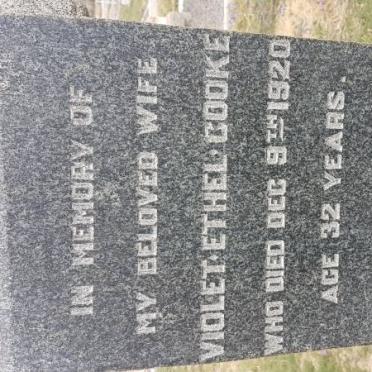 IN MEMORY OF
MY BELOVED WIFE
VIOLET·ETHEL·COOKE
WHO DIED DEC 9TH 1920
AGE 32 YEARS.